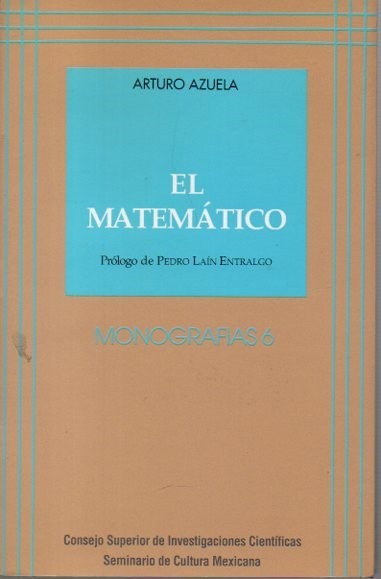 ARTURO AZUELA
EL
MATEMÁTICO
Prólogo de PEDRO LAÍN ENTRALGO
MONOGRAFIAS 6
Consejo Superior de Investigaciones Científicas
Seminario de Cultura Mexicana